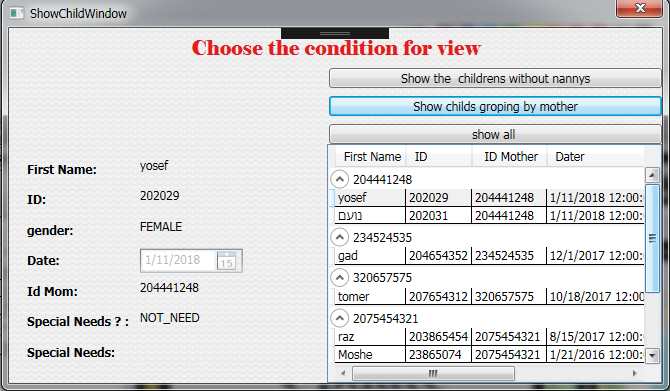 ShowChildWindow
Choose the condition for view
Show the childrens without nannys
Show childs groping by mother
show all
First Name: yosef
ID: 202029
gender: FEMALE
Date: 1/11/2018 15
Id Mom: 204441248
Special Needs ? : NOT_NEED
Special Needs:
First Name ID ID Mother Dater
204441248
yosef 202029 204441248 1/11/2018 12:00:
נועם 202031 204441248 1/11/2018 12:00:
234524535
gad 204654352 234524535 12/1/2017 12:00:
320657575
tomer 207654312 320657575 10/18/2017 12:00
2075454321
raz 203865454 2075454321 8/15/2017 12:00:
Moshe 23865074 2075454321 1/21/2016 12:00: